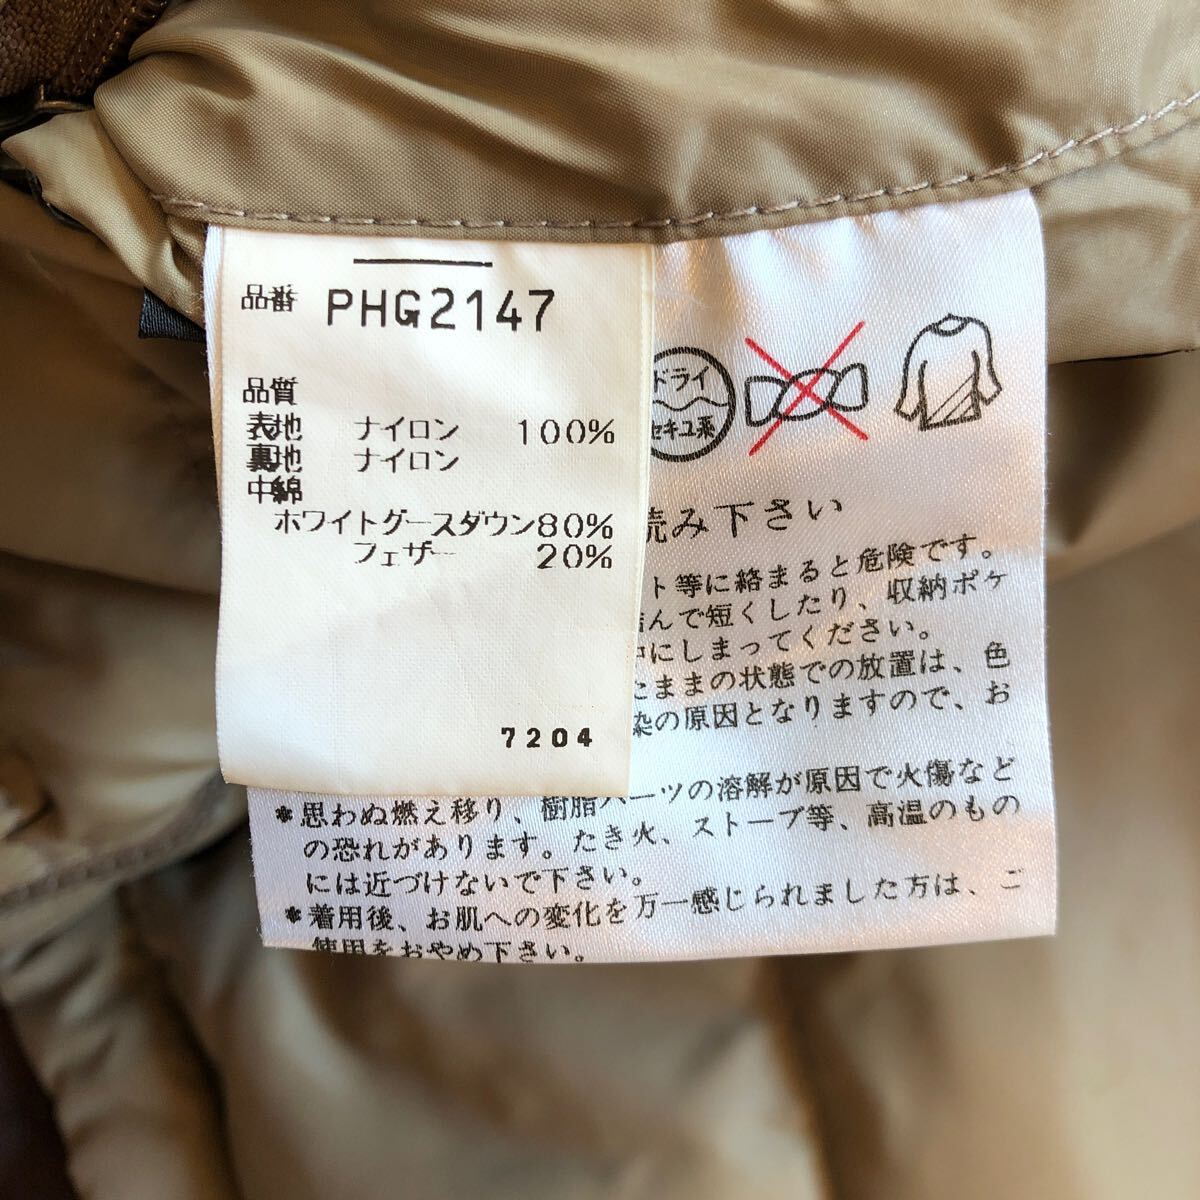 品番 PHG2147
品質
表地 ナイロン 100%
裏地 ナイロン
中綿
ホワイトグースダウン80%
フェザー 20%
7204
ドライ
セキユ系
読み下さい
ト等に絡まると危険です。
んで短くしたり、収納ポケ
にしまってください。
たままの状態での放置は、色
染の原因となりますので、お
*思わぬ燃え移り、樹脂パーツの溶解が原因で火傷など
の恐れがあります。たき火、ストーブ等、高温のもの
には近づけないで下さい。
*着用後、お肌への変化を万一感じられました方は、ご
使用をおやめ下さい。